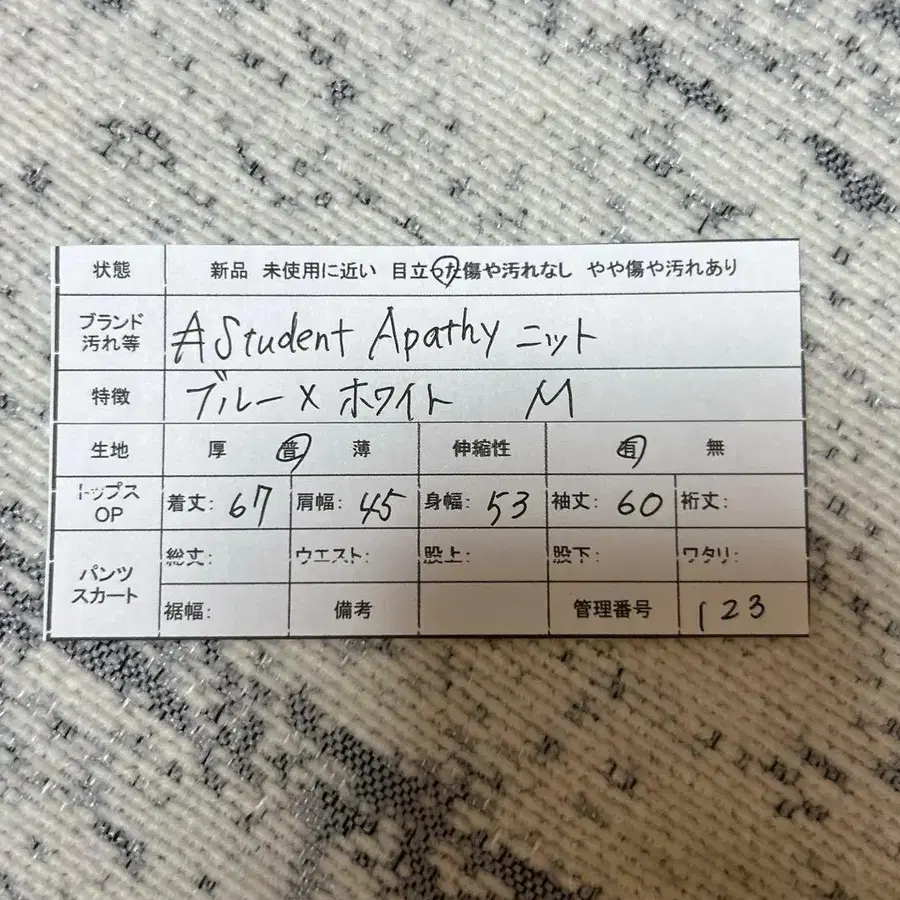 状態 新品 未使用に近い 目立った傷や汚れなし やや傷や汚れあり
ブランド
汚れ等
A Student Apathy ニット
特徴 ブルー×ホワイト M
生地 厚 普 薄 伸縮性 有 無
トップス
OP
着丈: 67 肩幅: 45 身幅: 53 袖丈: 60 裄丈:
パンツ
スカート
総丈: ウエスト: 股上: 股下: ワタリ:
裾幅: 備考 管理番号 123